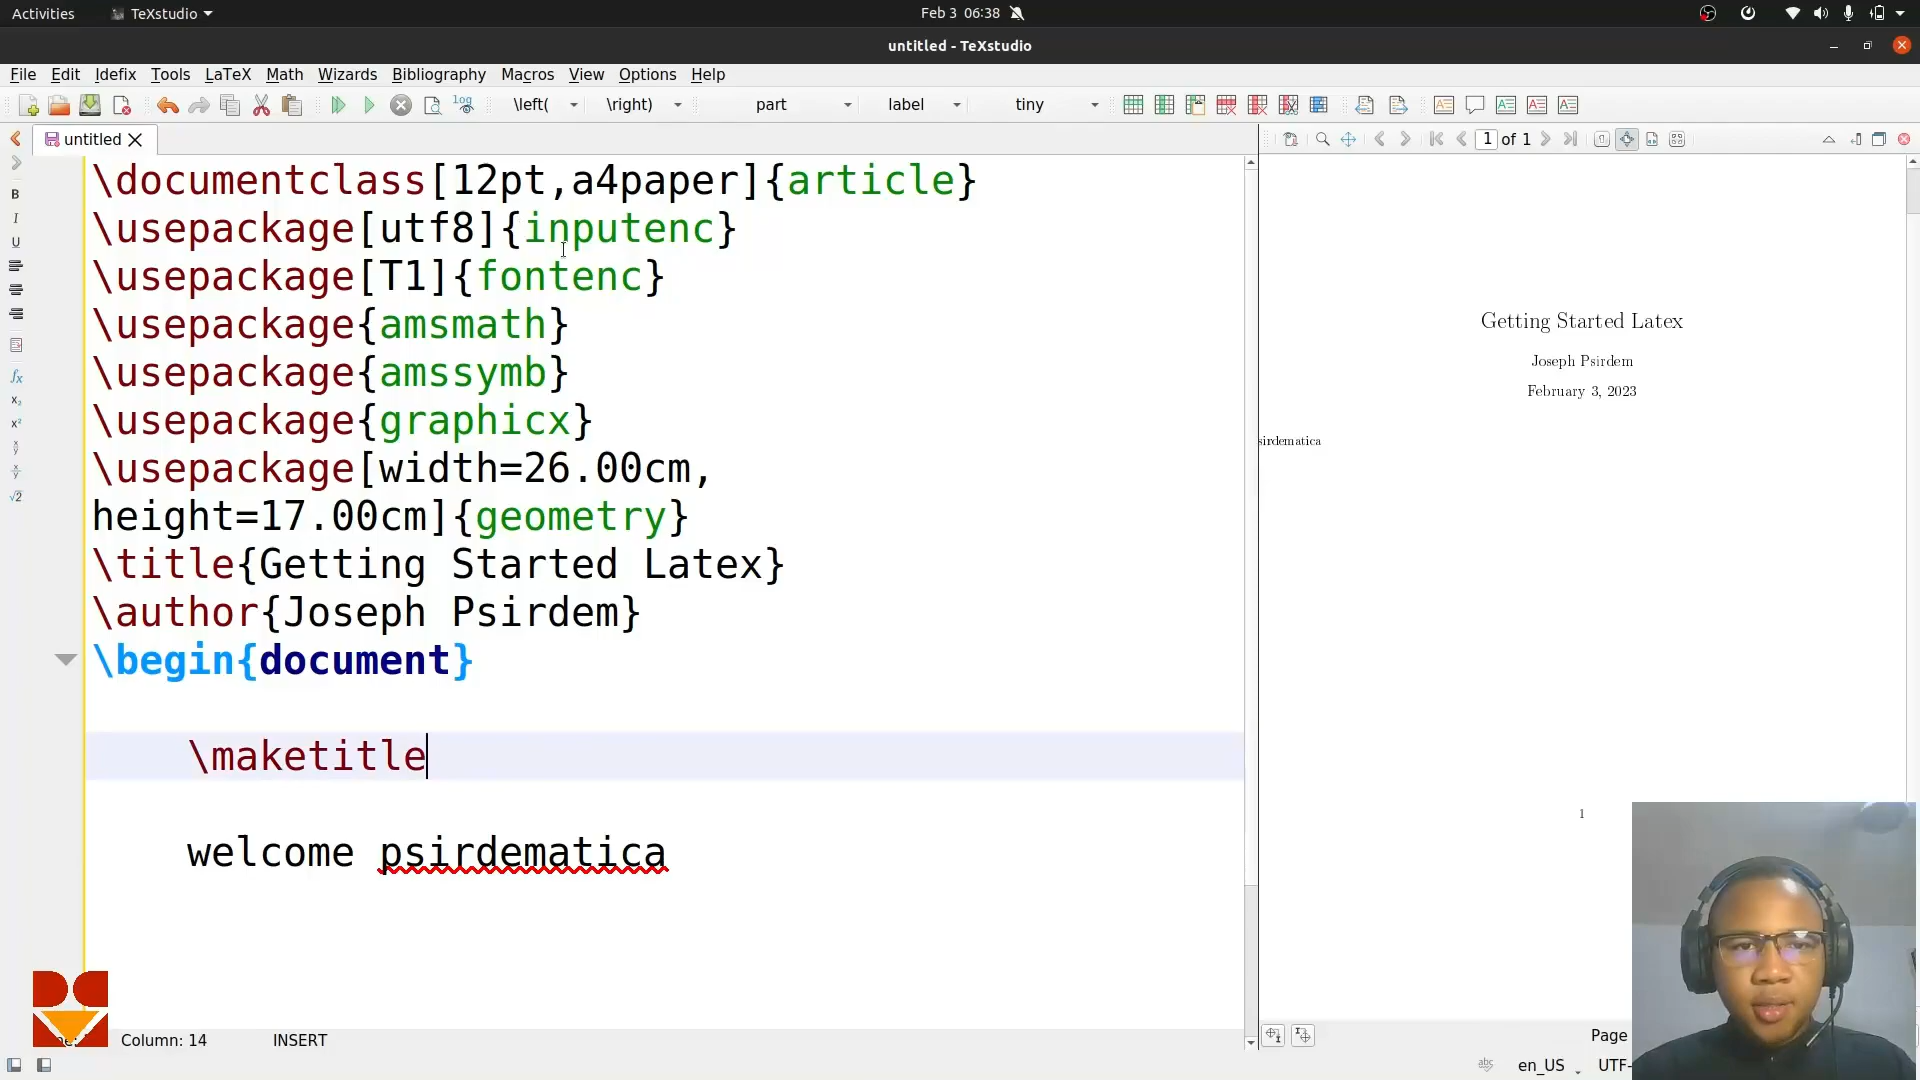 Activities TeXstudio Feb 3 06:38
untitled - TeXstudio
File Edit Idefix Tools LaTeX Math Wizards Bibliography Macros View Options Help
log \left( \right) part label tiny
untitled 1 of 1
\documentclass[12pt,a4paper]{article}
\usepackage[utf8]{inputenc}
\usepackage[T1]{fontenc}
\usepackage{amsmath}
\usepackage{amssymb}
\usepackage{graphicx}
\usepackage[width=26.00cm,
height=17.00cm]{geometry}
\title{Getting Started Latex}
\author{Joseph Psirdem}
\begin{document}
\maketitle
welcome psirdematica
Getting Started Latex
Joseph Psirdem
February 3, 2023
sirdematica
1
Column: 14 INSERT
Page
en_US UTF-